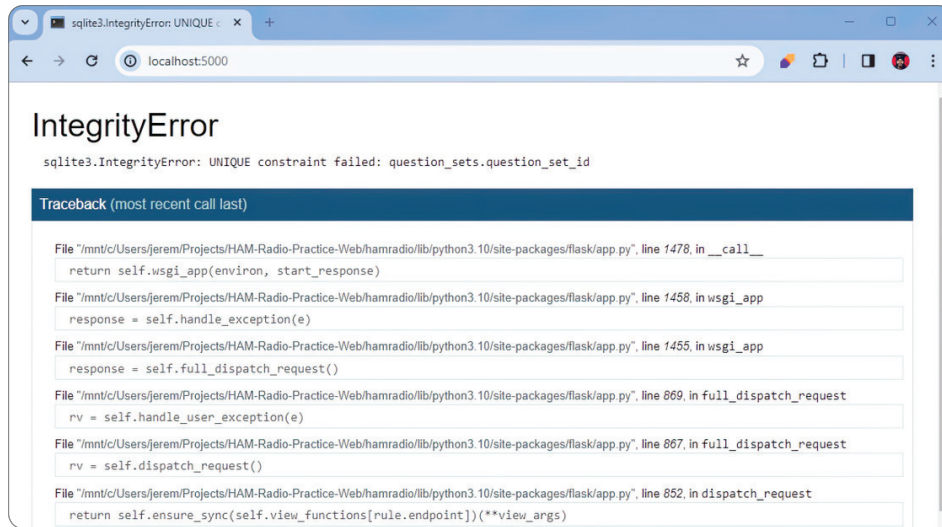 sqlite3.IntegrityError: UNIQUE c
localhost:5000
IntegrityError
sqlite3.IntegrityError: UNIQUE constraint failed: question_sets.question_set_id
Traceback (most recent call last)
File "/mnt/c/Users/jerem/Projects/HAM-Radio-Practice-Web/hamradio/lib/python3.10/site-packages/flask/app.py", line 1478, in __call__
return self.wsgi_app(environ, start_response)
File "/mnt/c/Users/jerem/Projects/HAM-Radio-Practice-Web/hamradio/lib/python3.10/site-packages/flask/app.py", line 1458, in wsgi_app
response = self.handle_exception(e)
File "/mnt/c/Users/jerem/Projects/HAM-Radio-Practice-Web/hamradio/lib/python3.10/site-packages/flask/app.py", line 1455, in wsgi_app
response = self.full_dispatch_request()
File "/mnt/c/Users/jerem/Projects/HAM-Radio-Practice-Web/hamradio/lib/python3.10/site-packages/flask/app.py", line 869, in full_dispatch_request
rv = self.handle_user_exception(e)
File "/mnt/c/Users/jerem/Projects/HAM-Radio-Practice-Web/hamradio/lib/python3.10/site-packages/flask/app.py", line 867, in full_dispatch_request
rv = self.dispatch_request()
File "/mnt/c/Users/jerem/Projects/HAM-Radio-Practice-Web/hamradio/lib/python3.10/site-packages/flask/app.py", line 852, in dispatch_request
return self.ensure_sync(self.view_functions[rule.endpoint])(**view_args)